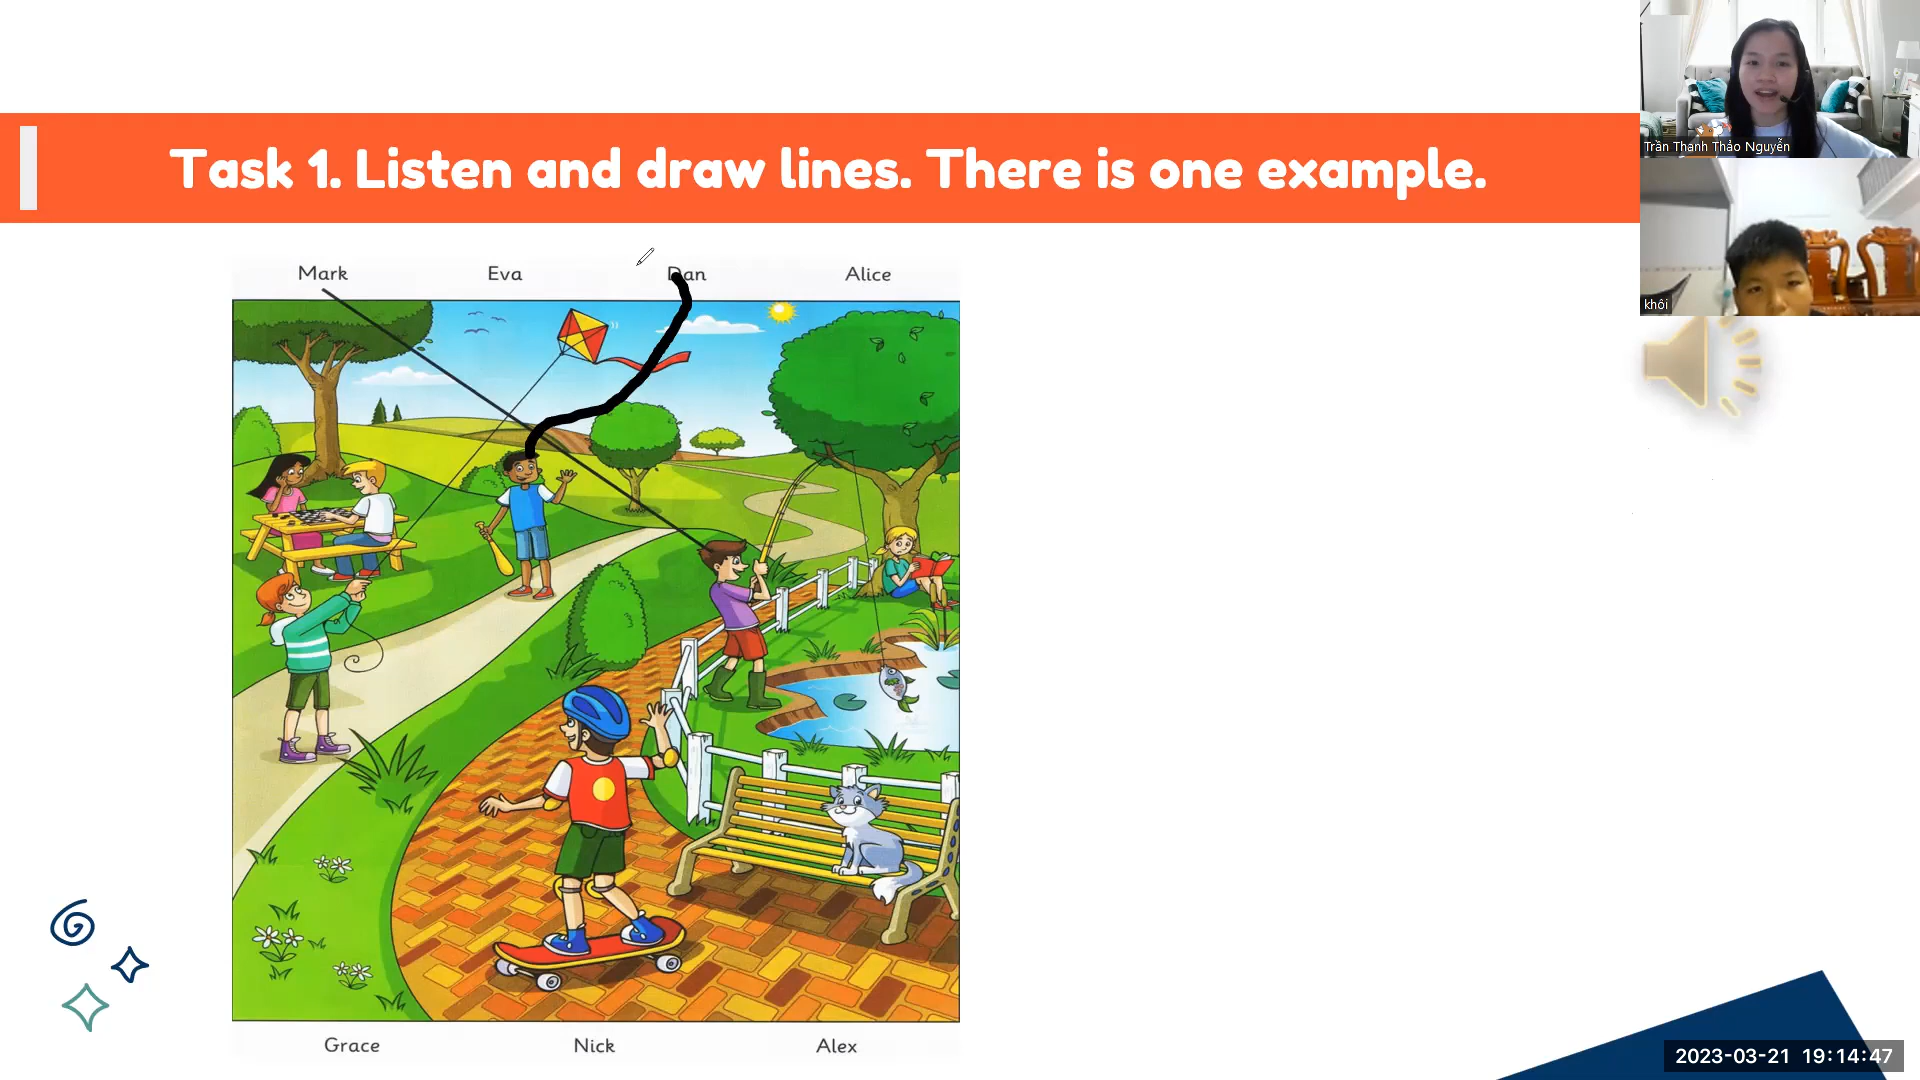 Task 1. Listen and draw lines. There is one example.
Trần Thanh Thảo Nguyễn
khôi
Mark Eva Dan Alice
Grace Nick Alex
2023-03-21 19:14:47